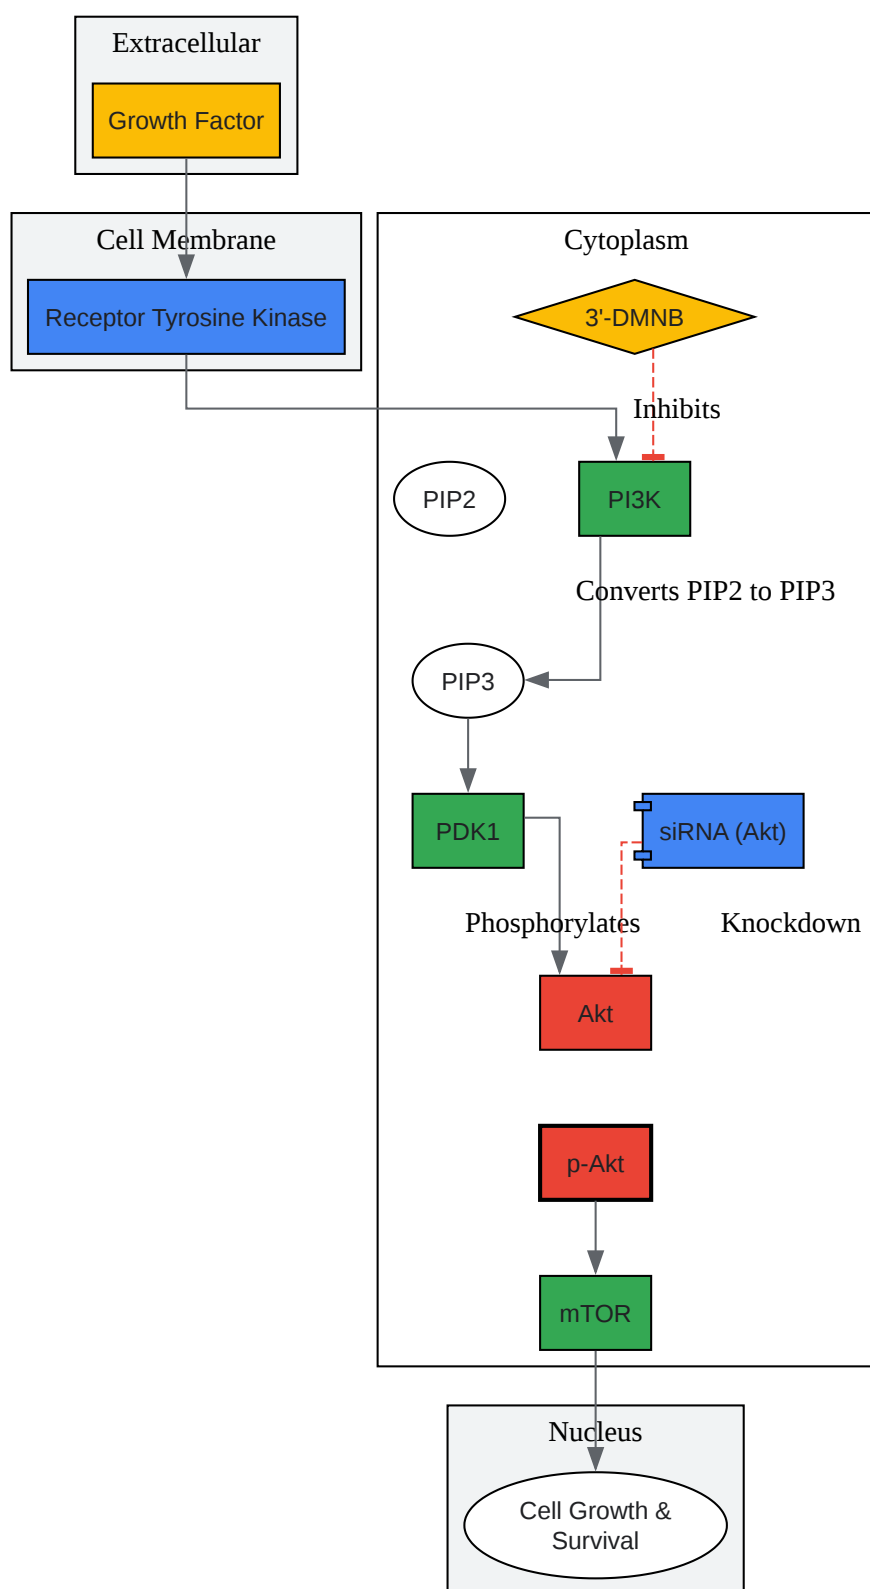 Extracellular
Growth Factor
Cell Membrane
Receptor Tyrosine Kinase
Cytoplasm
3'-DMNB
Inhibits
PIP2
PI3K
Converts PIP2 to PIP3
PIP3
PDK1
siRNA (Akt)
Phosphorylates
Knockdown
Akt
p-Akt
mTOR
Nucleus
Cell Growth &
Survival